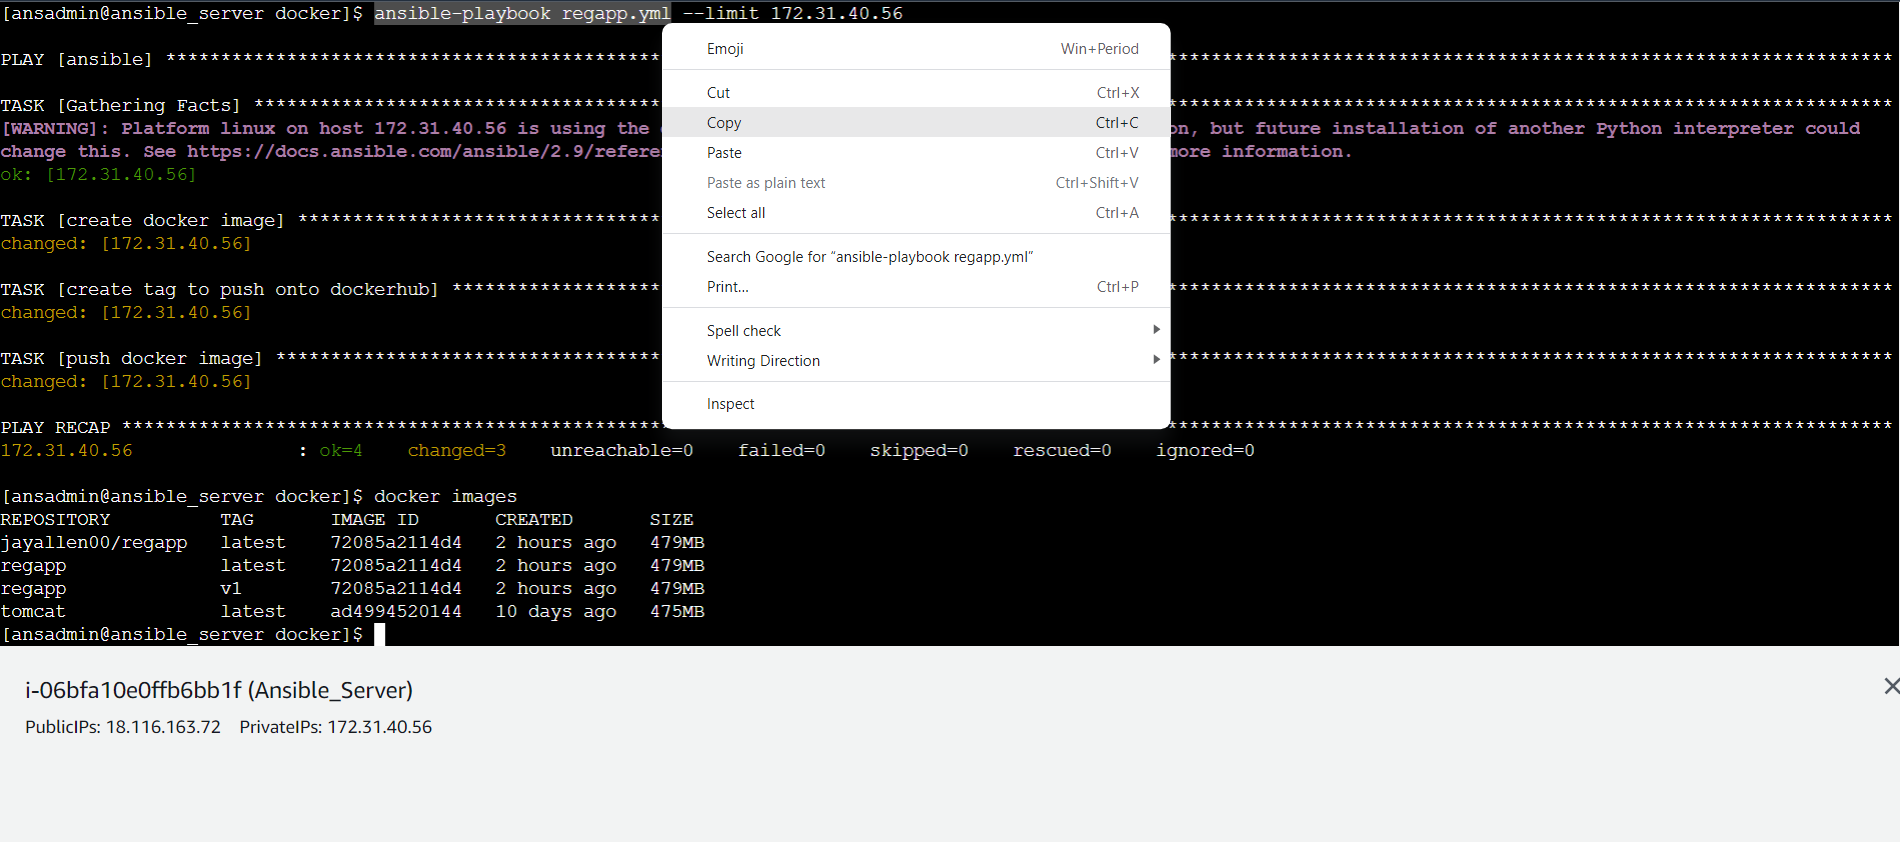 [ansadmin@ansible_server docker]$ ansible-playbook regapp.yml --limit 172.31.40.56
PLAY [ansible] *********************************************
TASK [Gathering Facts] *************************************
[WARNING]: Platform linux on host 172.31.40.56 is using the on, but future installation of another Python interpreter could
change this. See https://docs.ansible.com/ansible/2.9/refere more information.
ok: [172.31.40.56]
TASK [create docker image] *********************************
changed: [172.31.40.56]
TASK [create tag to push onto dockerhub] *******************
changed: [172.31.40.56]
TASK [push docker image] ***********************************
changed: [172.31.40.56]
PLAY RECAP *************************************************
172.31.40.56 : ok=4 changed=3 unreachable=0 failed=0 skipped=0 rescued=0 ignored=0
[ansadmin@ansible_server docker]$ docker images
REPOSITORY TAG IMAGE ID CREATED SIZE
jayallen00/regapp latest 72085a2114d4 2 hours ago 479MB
regapp latest 72085a2114d4 2 hours ago 479MB
regapp v1 72085a2114d4 2 hours ago 479MB
tomcat latest ad4994520144 10 days ago 475MB
[ansadmin@ansible_server docker]$
Emoji Win+Period
Cut Ctrl+X
Copy Ctrl+C
Paste Ctrl+V
Paste as plain text Ctrl+Shift+V
Select all Ctrl+A
Search Google for “ansible-playbook regapp.yml”
Print... Ctrl+P
Spell check
Writing Direction
Inspect
i-06bfa10e0ffb6bb1f (Ansible_Server)
PublicIPs: 18.116.163.72 PrivateIPs: 172.31.40.56